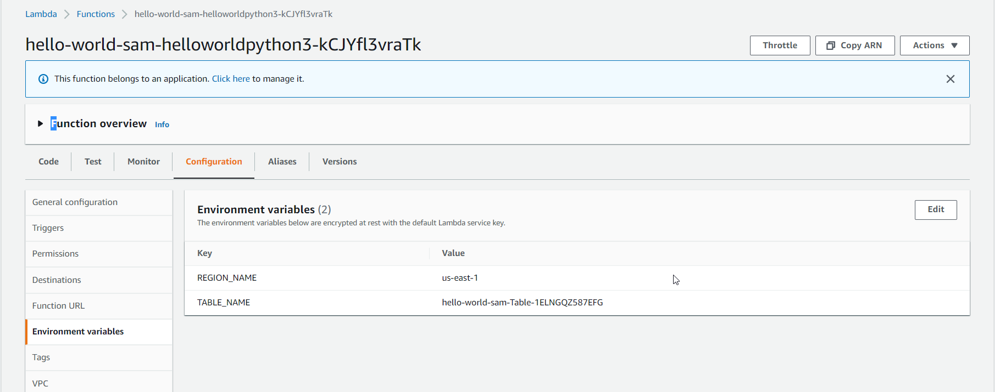 Lambda > Functions > hello-world-sam-helloworldpython3-kCJYfl3vraTk
hello-world-sam-helloworldpython3-kCJYfl3vraTk
Throttle Copy ARN Actions
This function belongs to an application. Click here to manage it.
Function overview Info
Code Test Monitor Configuration Aliases Versions
General configuration
Triggers
Permissions
Destinations
Function URL
Environment variables
Tags
VPC
Environment variables (2)
Edit
The environment variables below are encrypted at rest with the default Lambda service key.
Key Value
REGION_NAME us-east-1
TABLE_NAME hello-world-sam-Table-1ELNGQZ587EFG